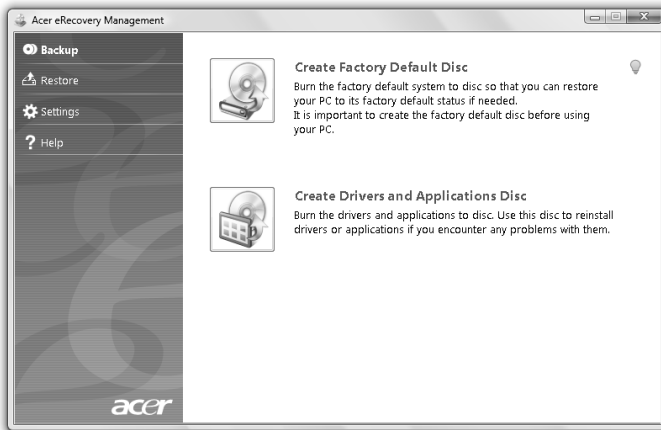 Acer eRecovery Management
Backup
Restore
Settings
Help
Create Factory Default Disc
Burn the factory default system to disc so that you can restore
your PC to its factory default status if needed.
It is important to create the factory default disc before using
your PC.
Create Drivers and Applications Disc
Burn the drivers and applications to disc. Use this disc to reinstall
drivers or applications if you encounter any problems with them.
acer